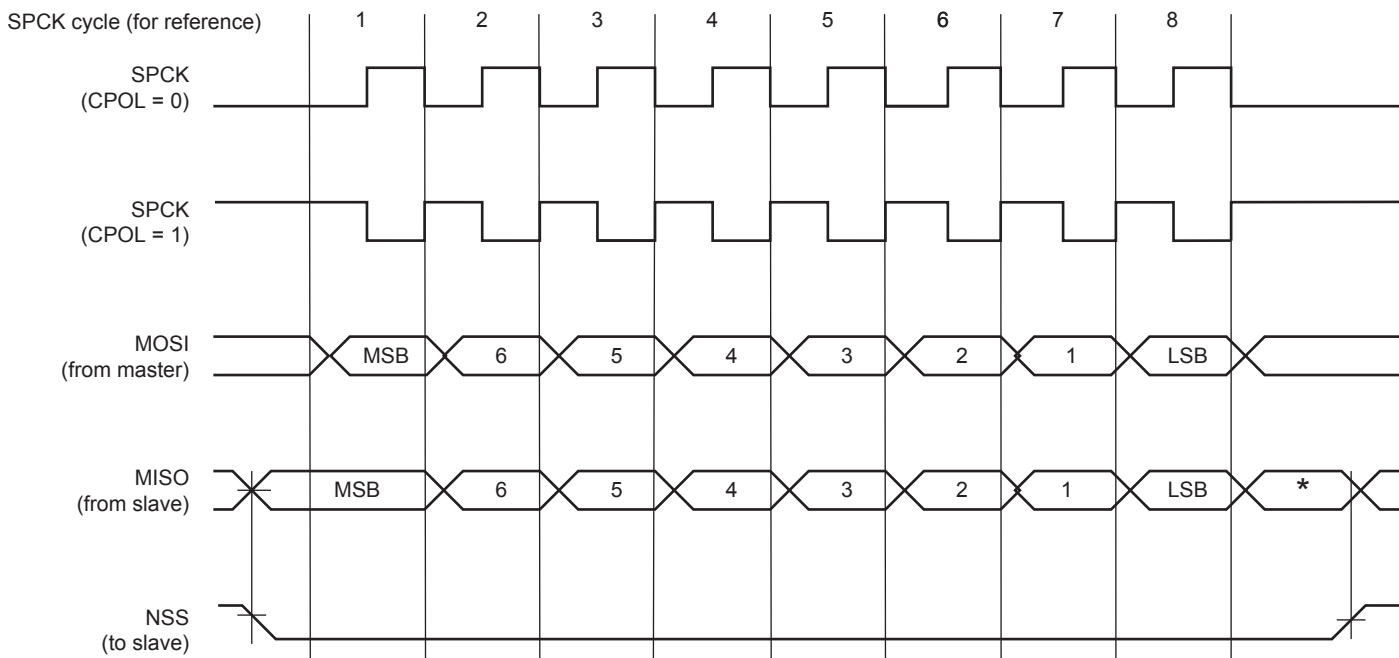 SPCK cycle (for reference) 1 2 3 4 5 6 7 8
SPCK
(CPOL = 0)
SPCK
(CPOL = 1)
MOSI
(from master)
MSB 6 5 4 3 2 1 LSB
MISO
(from slave)
MSB 6 5 4 3 2 1 LSB *
NSS
(to slave)